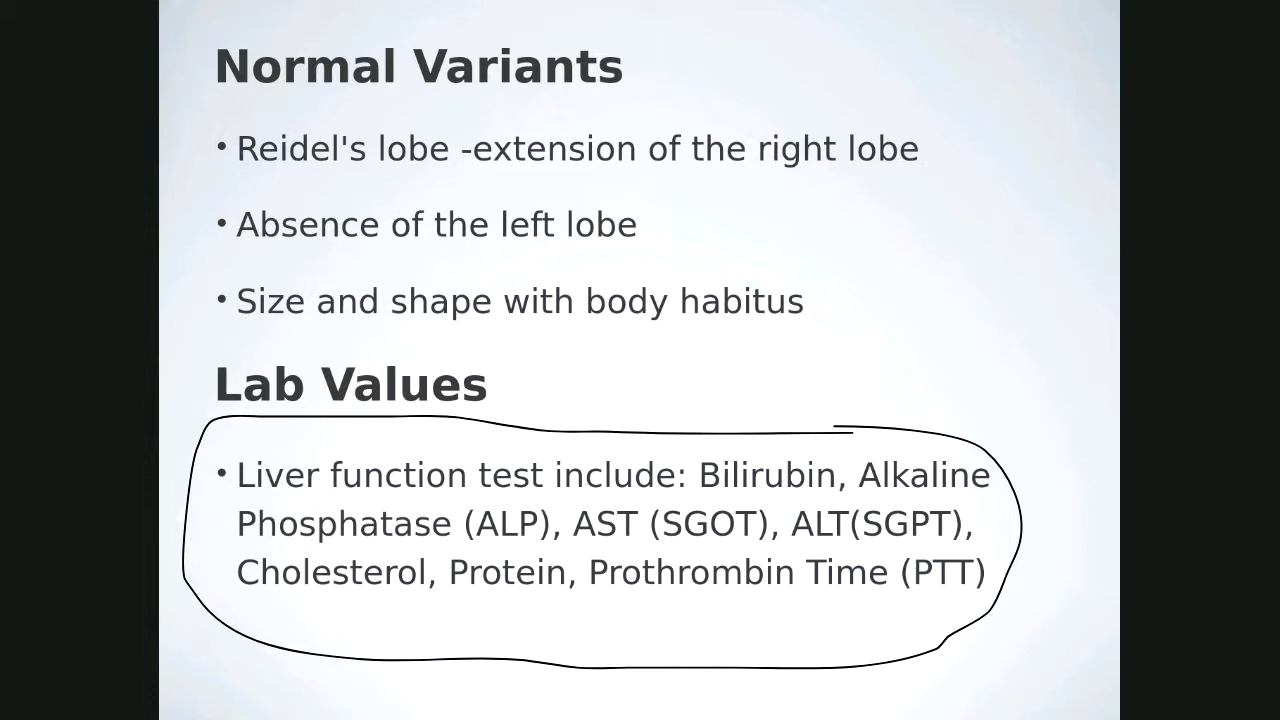 Normal Variants
• Reidel's lobe -extension of the right lobe
• Absence of the left lobe
• Size and shape with body habitus
Lab Values
• Liver function test include: Bilirubin, Alkaline
Phosphatase (ALP), AST (SGOT), ALT(SGPT),
Cholesterol, Protein, Prothrombin Time (PTT)